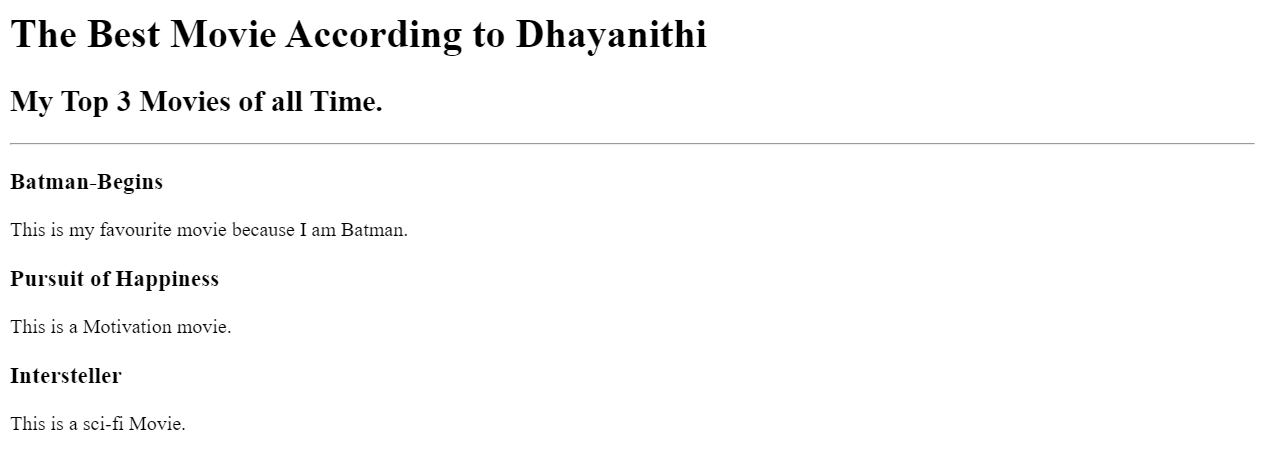 The Best Movie According to Dhayanithi
My Top 3 Movies of all Time.
Batman-Begins
This is my favourite movie because I am Batman.
Pursuit of Happiness
This is a Motivation movie.
Intersteller
This is a sci-fi Movie.